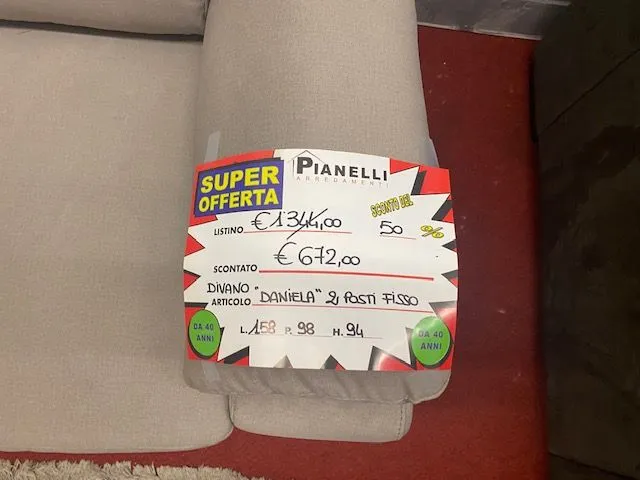 SUPER OFFERTA
PIANELLI
ARREDAMENTI
LISTINO € 1344,00
SCONTO DEL 50 %
SCONTATO € 672,00
DIVANO
ARTICOLO "DANIELA" 2 POSTI FISSO
L. 158 P. 98 H. 94
DA 40 ANNI
DA 40 ANNI